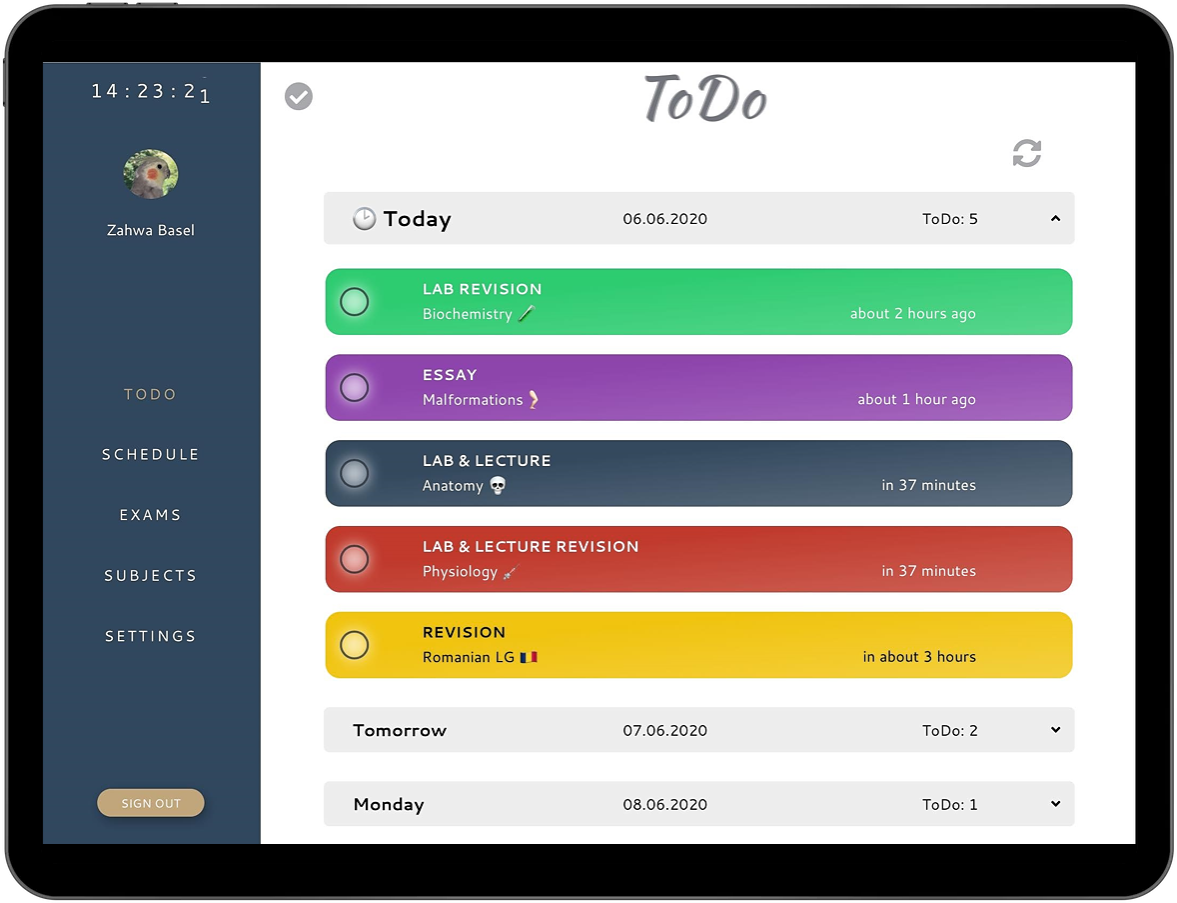 14:23:21
Zahwa Basel
TODO
SCHEDULE
EXAMS
SUBJECTS
SETTINGS
SIGN OUT
ToDo
Today 06.06.2020 ToDo: 5
LAB REVISION
Biochemistry about 2 hours ago
ESSAY
Malformations about 1 hour ago
LAB & LECTURE
Anatomy in 37 minutes
LAB & LECTURE REVISION
Physiology in 37 minutes
REVISION
Romanian LG in about 3 hours
Tomorrow 07.06.2020 ToDo: 2
Monday 08.06.2020 ToDo: 1